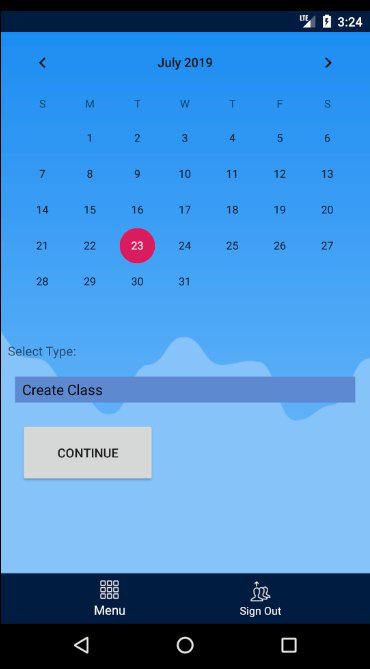 LTE 3:24
July 2019
S M T W T F S
1 2 3 4 5 6
7 8 9 10 11 12 13
14 15 16 17 18 19 20
21 22 23 24 25 26 27
28 29 30 31
Select Type:
Create Class
CONTINUE
Menu Sign Out